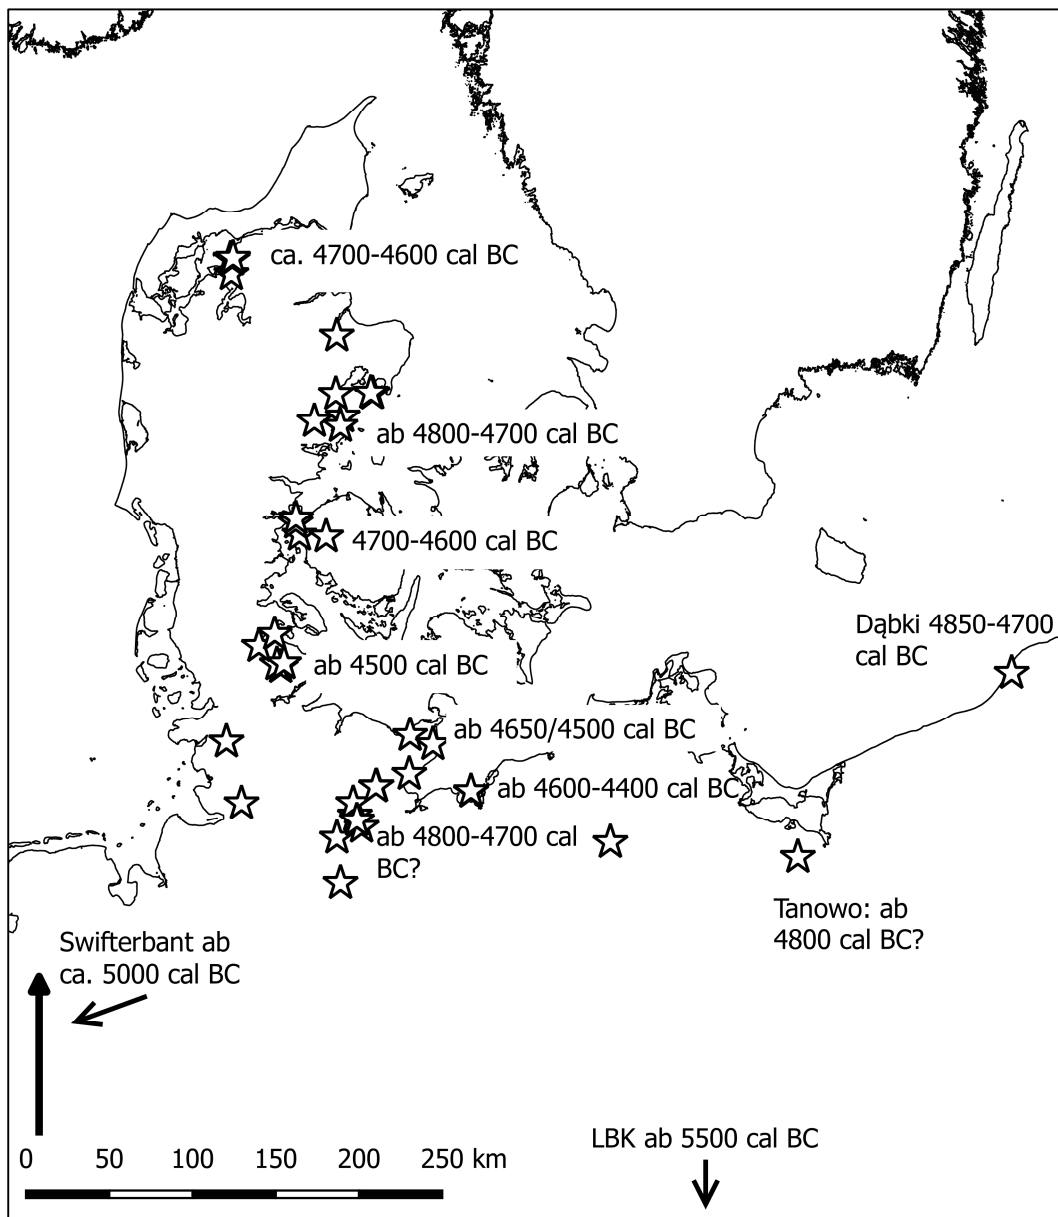 ca. 4700-4600 cal BC
ab 4800-4700 cal BC
4700-4600 cal BC
Dąbki 4850-4700
cal BC
ab 4500 cal BC
ab 4650/4500 cal BC
ab 4600-4400 cal BC
ab 4800-4700 cal
BC?
Tanowo: ab
4800 cal BC?
Swifterbant ab
ca. 5000 cal BC
LBK ab 5500 cal BC
0 50 100 150 200 250 km